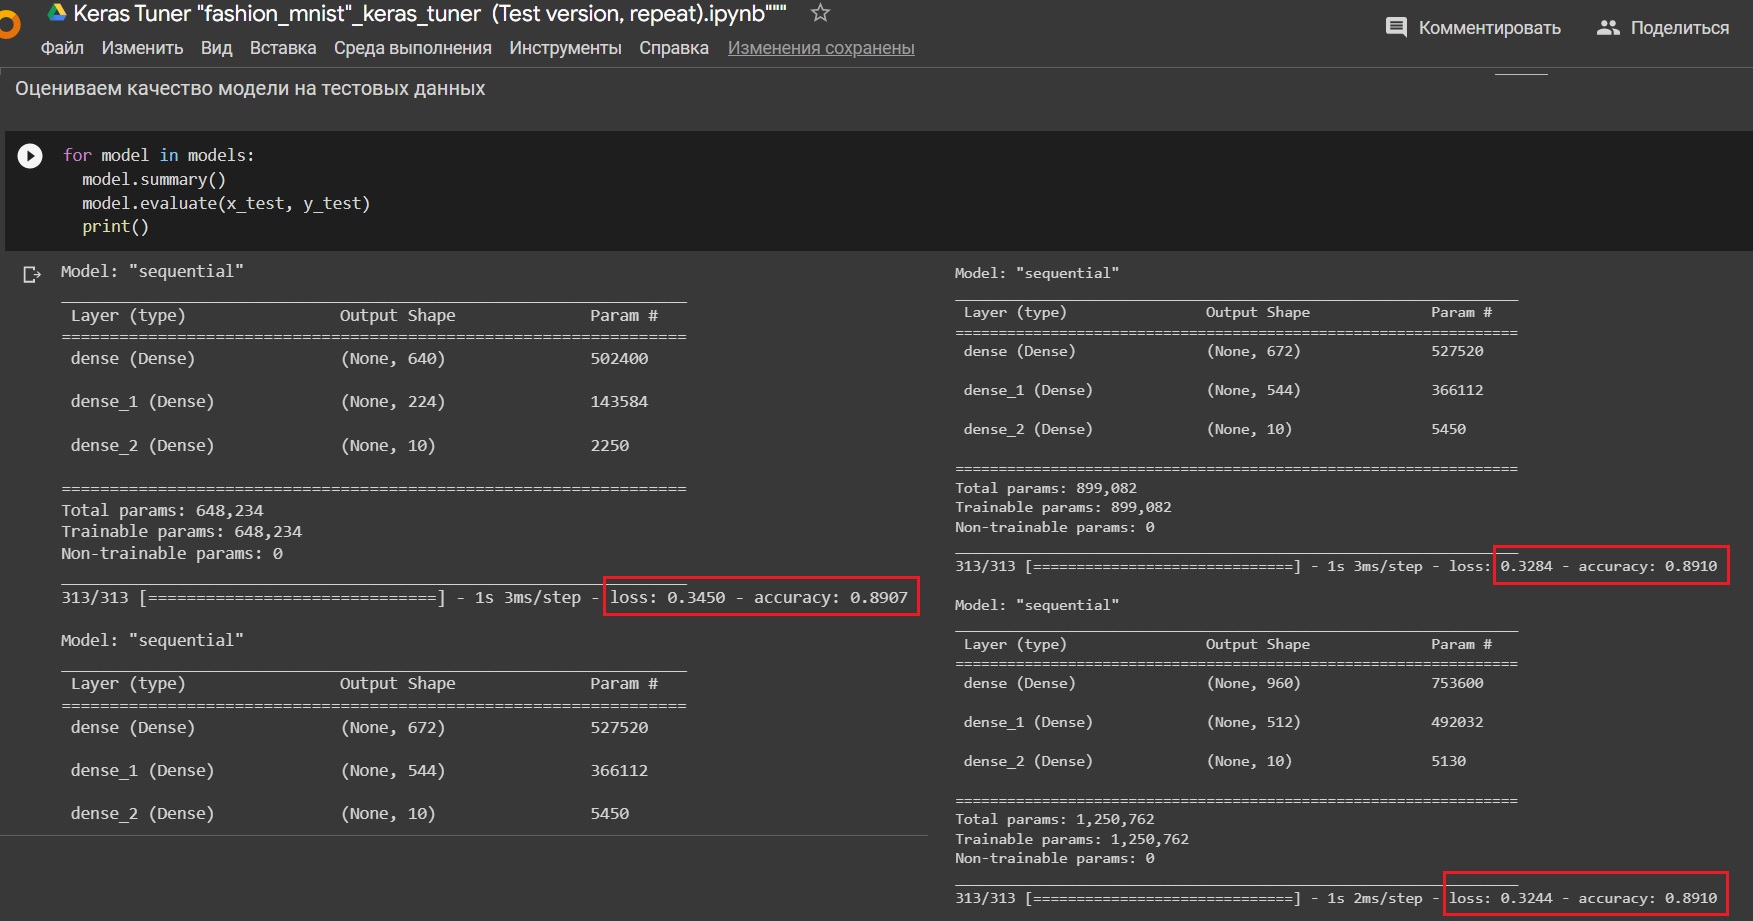 Keras Tuner "fashion_mnist"_keras_tuner (Test version, repeat).ipynb"""
Файл Изменить Вид Вставка Среда выполнения Инструменты Справка Изменения сохранены
Комментировать Поделиться
Оцениваем качество модели на тестовых данных
for model in models:
model.summary()
model.evaluate(x_test, y_test)
print()
Model: "sequential"
Layer (type) Output Shape Param #
dense (Dense) (None, 640) 502400
dense_1 (Dense) (None, 224) 143584
dense_2 (Dense) (None, 10) 2250
Total params: 648,234
Trainable params: 648,234
Non-trainable params: 0
313/313 [==============================] - 1s 3ms/step - loss: 0.3450 - accuracy: 0.8907
Model: "sequential"
Layer (type) Output Shape Param #
dense (Dense) (None, 672) 527520
dense_1 (Dense) (None, 544) 366112
dense_2 (Dense) (None, 10) 5450
Model: "sequential"
Layer (type) Output Shape Param #
dense (Dense) (None, 672) 527520
dense_1 (Dense) (None, 544) 366112
dense_2 (Dense) (None, 10) 5450
Total params: 899,082
Trainable params: 899,082
Non-trainable params: 0
313/313 [==============================] - 1s 3ms/step - loss: 0.3284 - accuracy: 0.8910
Model: "sequential"
Layer (type) Output Shape Param #
dense (Dense) (None, 960) 753600
dense_1 (Dense) (None, 512) 492032
dense_2 (Dense) (None, 10) 5130
Total params: 1,250,762
Trainable params: 1,250,762
Non-trainable params: 0
313/313 [==============================] - 1s 2ms/step - loss: 0.3244 - accuracy: 0.8910